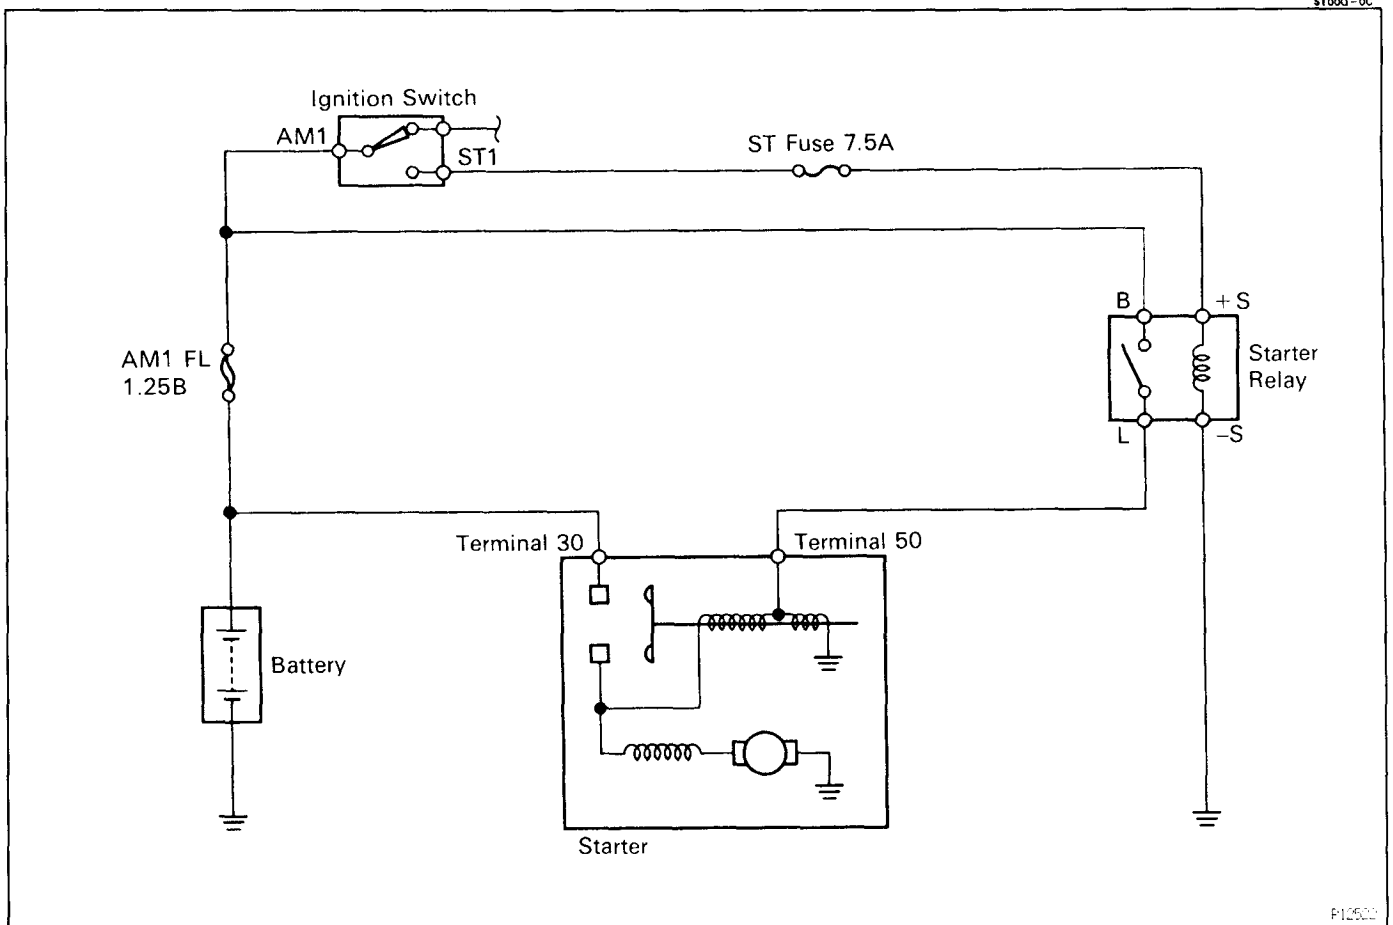 Ignition Switch
AM1
ST1
ST Fuse 7.5A
B
+S
AM1 FL
1.25B
Starter
Relay
L
−S
Terminal 30
Terminal 50
Battery
Starter
P12522